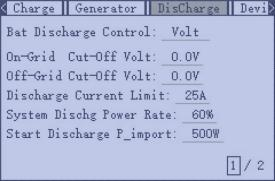 Charge Generator DisCharge Devi
Bat Discharge Control: Volt
On-Grid Cut-Off Volt: 0.0V
Off-Grid Cut-Off Volt: 0.0V
Discharge Current Limit: 25A
System Dischg Power Rate: 60%
Start Discharge P_import: 500W
1 / 2